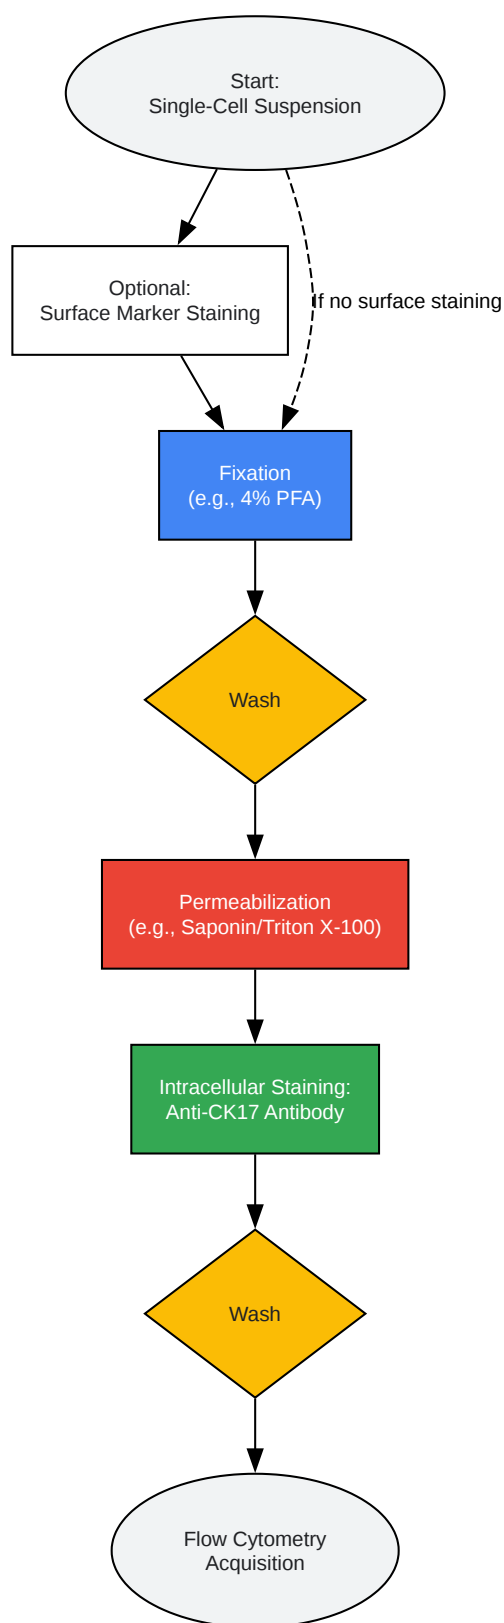 Start:
Single-Cell Suspension
Optional:
Surface Marker Staining
If no surface staining
Fixation
(e.g., 4% PFA)
Wash
Permeabilization
(e.g., Saponin/Triton X-100)
Intracellular Staining:
Anti-CK17 Antibody
Wash
Flow Cytometry
Acquisition